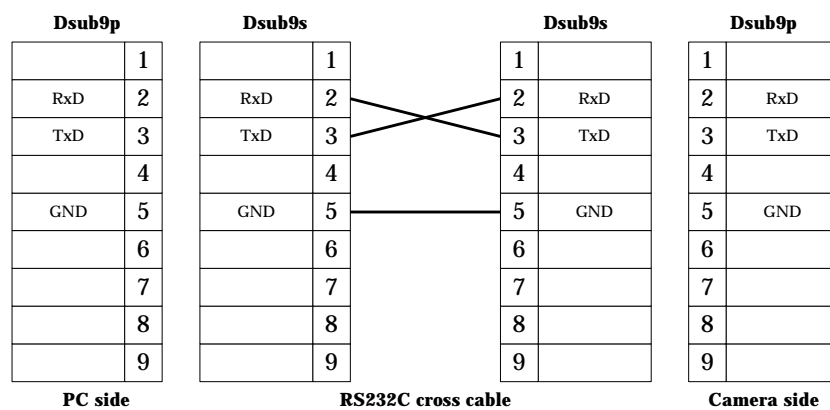 Dsub9p Dsub9s Dsub9s Dsub9p
1 1 1 1
RxD 2 RxD 2 2 RxD 2 RxD
TxD 3 TxD 3 3 TxD 3 TxD
4 4 4 4
GND 5 GND 5 5 GND 5 GND
6 6 6 6
7 7 7 7
8 8 8 8
9 9 9 9
PC side RS232C cross cable Camera side